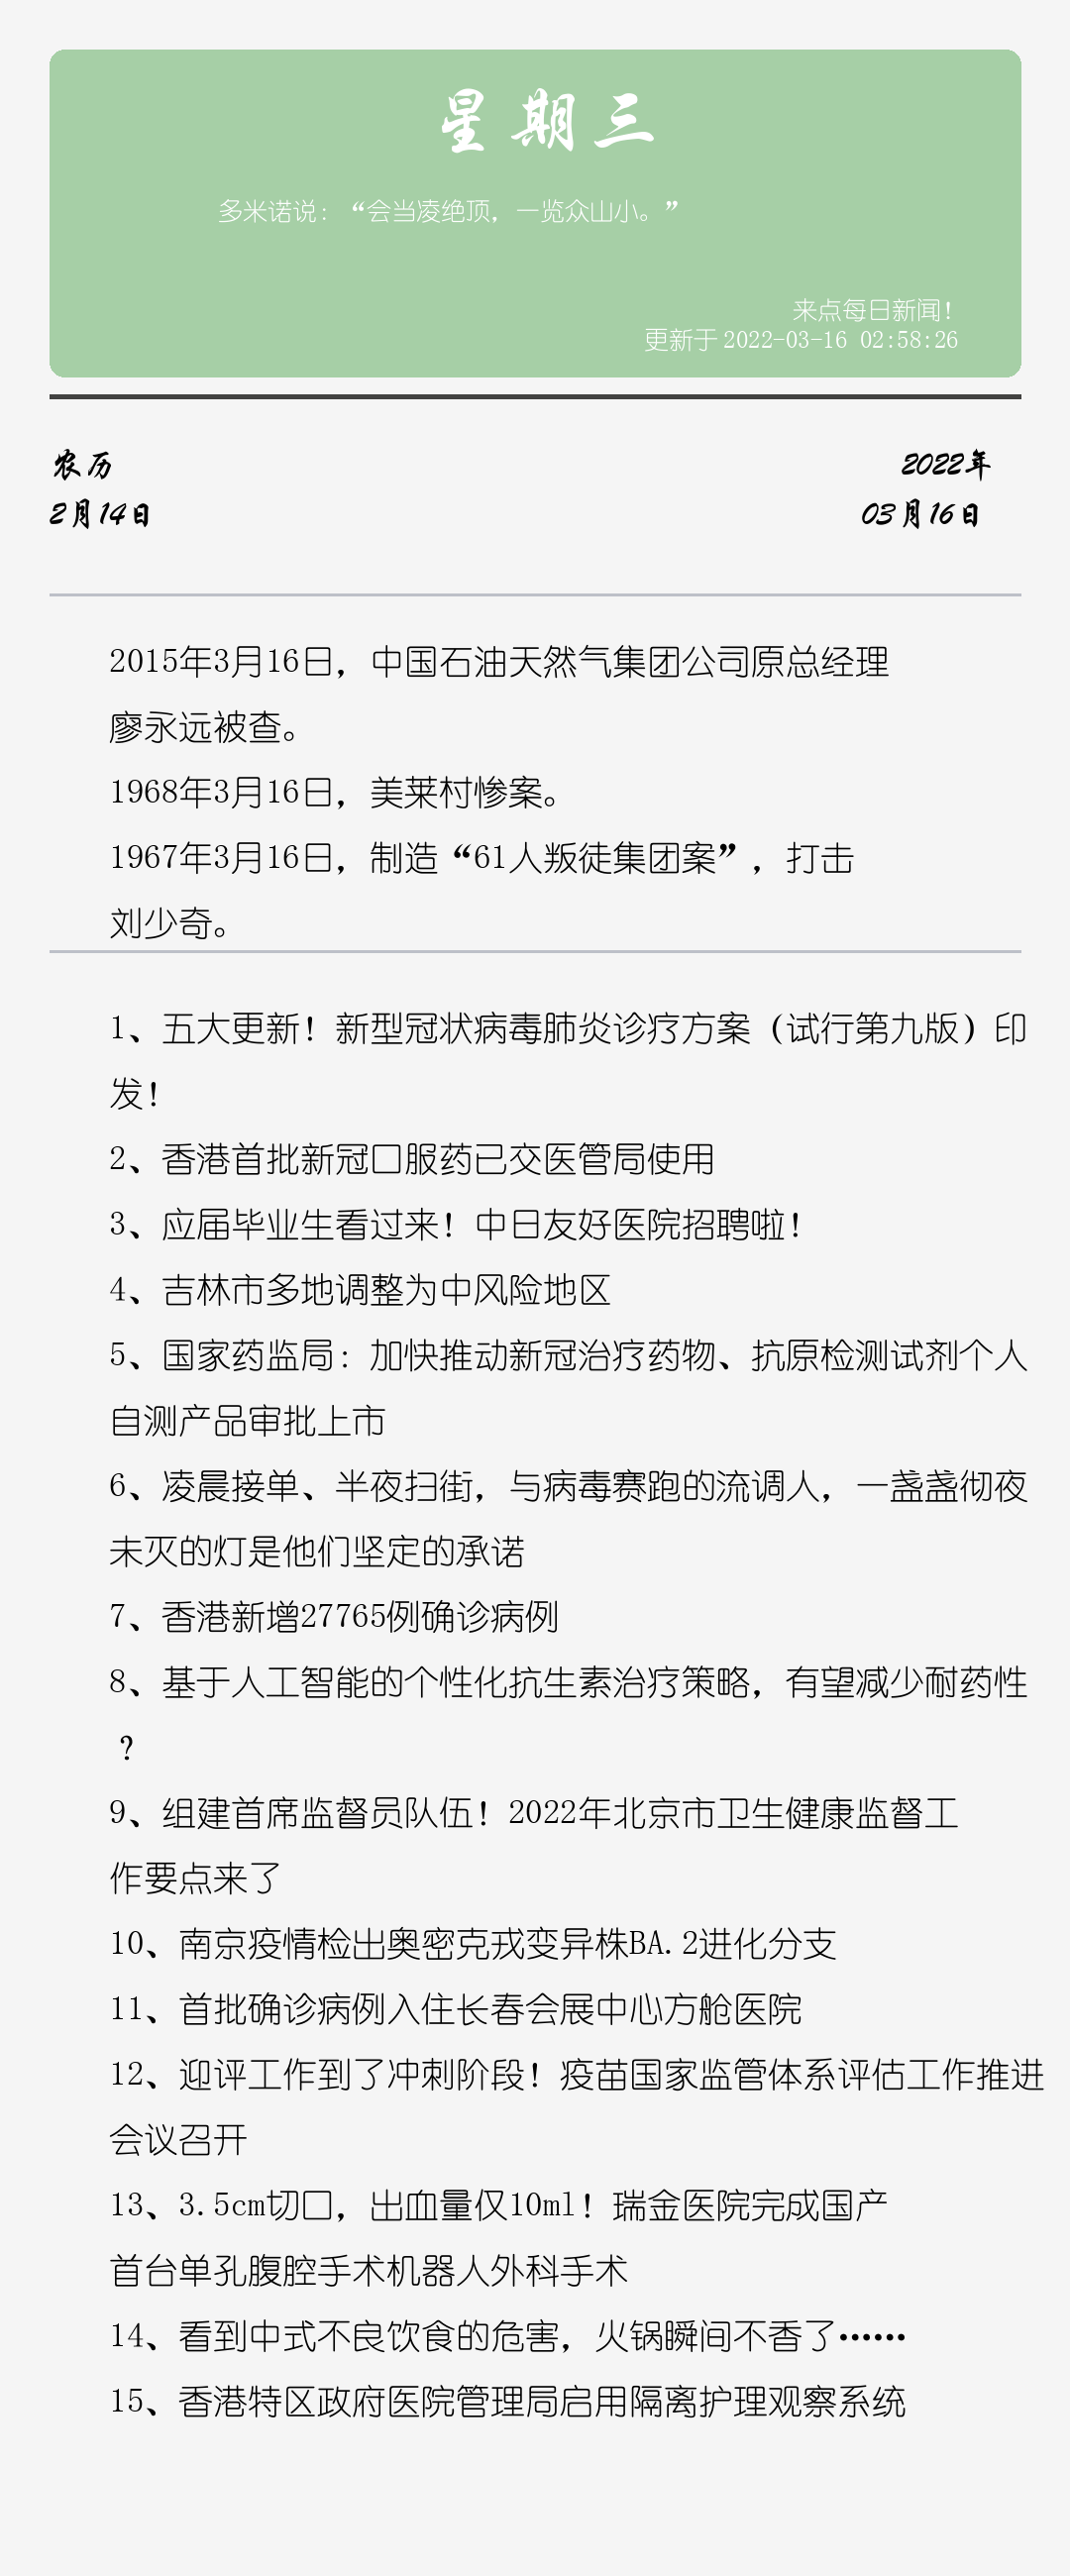 星期三
多米诺说：“会当凌绝顶，一览众山小。”
来点每日新闻！
更新于 2022-03-16 02:58:26
农历
2022年
2月14日
03月16日
2015年3月16日，中国石油天然气集团公司原总经理
廖永远被查。
1968年3月16日，美莱村惨案。
1967年3月16日，制造“61人叛徒集团案”，打击
刘少奇。
1、五大更新！新型冠状病毒肺炎诊疗方案（试行第九版）印
发！
2、香港首批新冠口服药已交医管局使用
3、应届毕业生看过来！中日友好医院招聘啦！
4、吉林市多地调整为中风险地区
5、国家药监局：加快推动新冠治疗药物、抗原检测试剂个人
自测产品审批上市
6、凌晨接单、半夜扫街，与病毒赛跑的流调人，一盏盏彻夜
未灭的灯是他们坚定的承诺
7、香港新增27765例确诊病例
8、基于人工智能的个性化抗生素治疗策略，有望减少耐药性
？
9、组建首席监督员队伍！2022年北京市卫生健康监督工
作要点来了
10、南京疫情检出奥密克戎变异株BA.2进化分支
11、首批确诊病例入住长春会展中心方舱医院
12、迎评工作到了冲刺阶段！疫苗国家监管体系评估工作推进
会议召开
13、3.5cm切口，出血量仅10ml！瑞金医院完成国产
首台单孔腹腔手术机器人外科手术
14、看到中式不良饮食的危害，火锅瞬间不香了……
15、香港特区政府医院管理局启用隔离护理观察系统